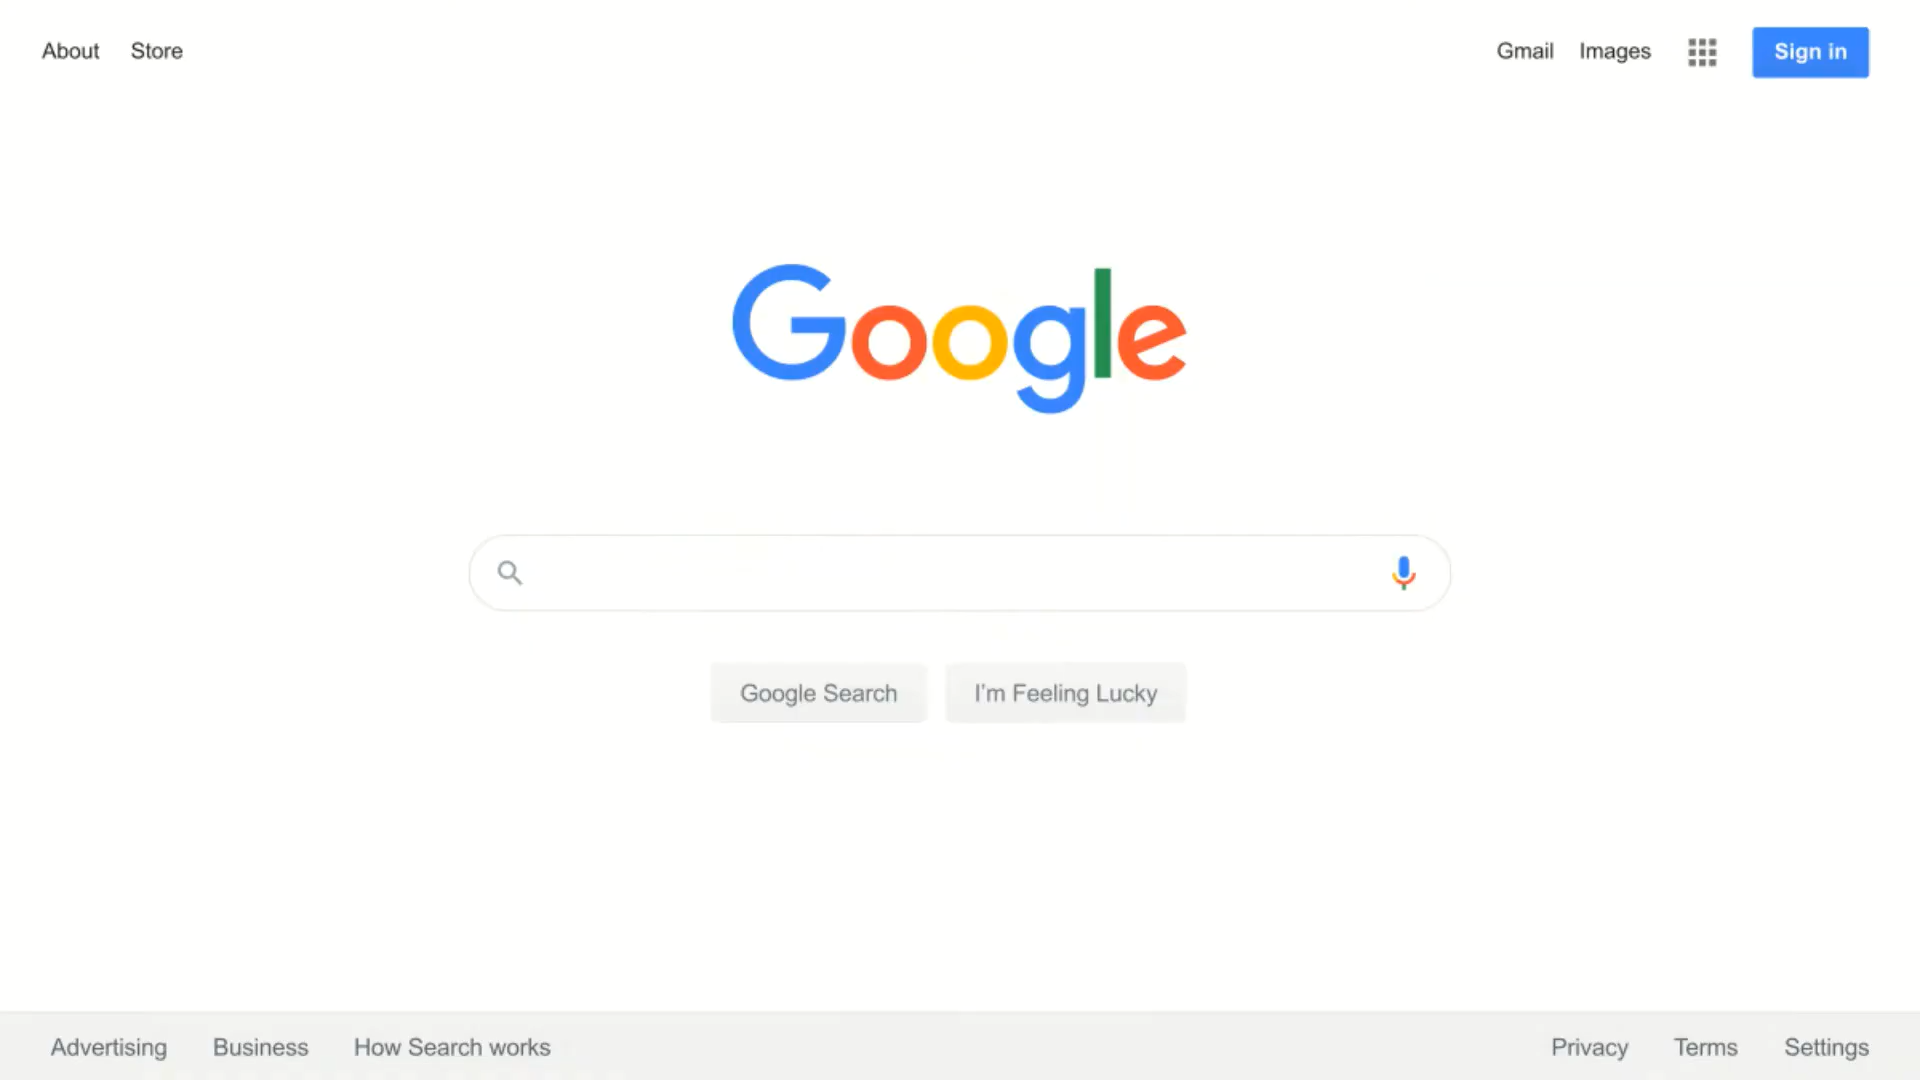 About Store Gmail Images Sign in
Google
Google Search I'm Feeling Lucky
Advertising Business How Search works Privacy Terms Settings